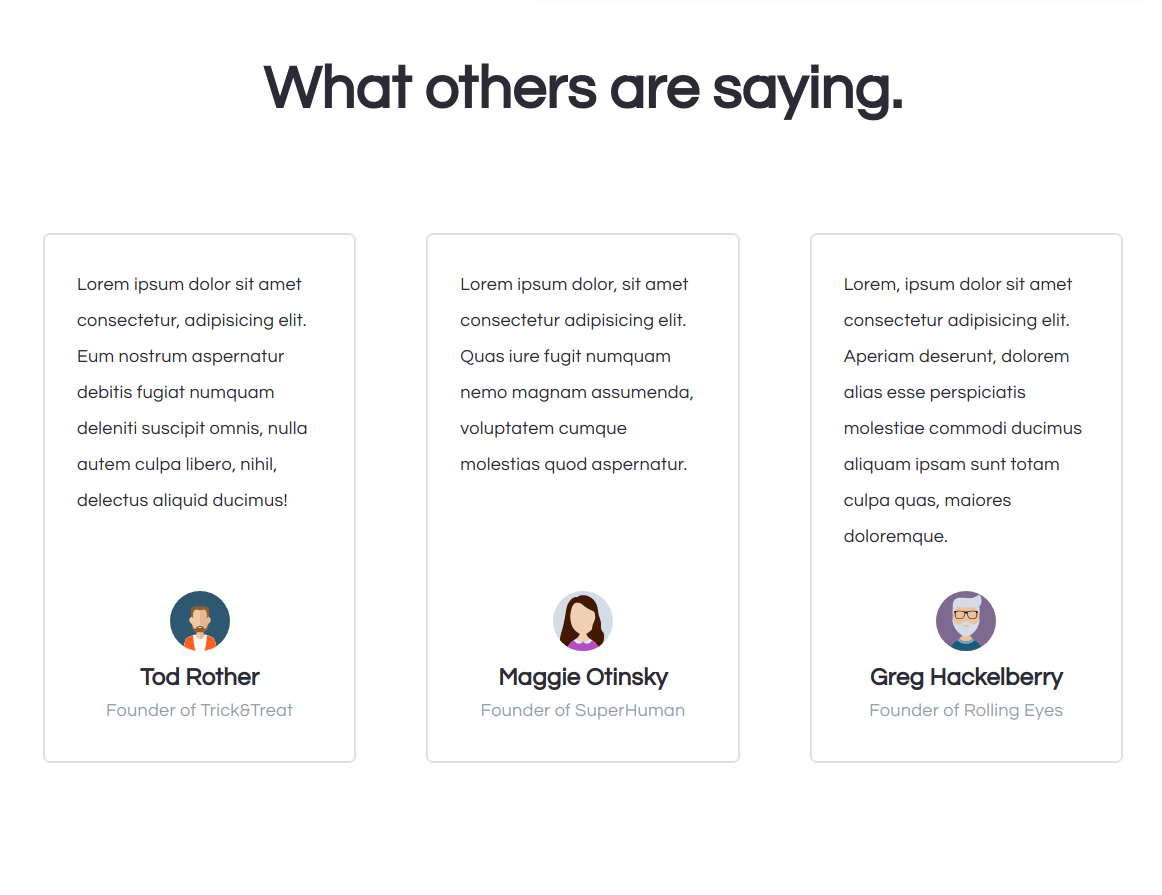 What others are saying.
Lorem ipsum dolor sit amet
consectetur, adipisicing elit.
Eum nostrum aspernatur
debitis fugiat numquam
deleniti suscipit omnis, nulla
autem culpa libero, nihil,
delectus aliquid ducimus!
Tod Rother
Founder of Trick&Treat
Lorem ipsum dolor, sit amet
consectetur adipisicing elit.
Quas iure fugit numquam
nemo magnam assumenda,
voluptatem cumque
molestias quod aspernatur.
Maggie Otinsky
Founder of SuperHuman
Lorem, ipsum dolor sit amet
consectetur adipisicing elit.
Aperiam deserunt, dolorem
alias esse perspiciatis
molestiae commodi ducimus
aliquam ipsam sunt totam
culpa quas, maiores
doloremque.
Greg Hackelberry
Founder of Rolling Eyes